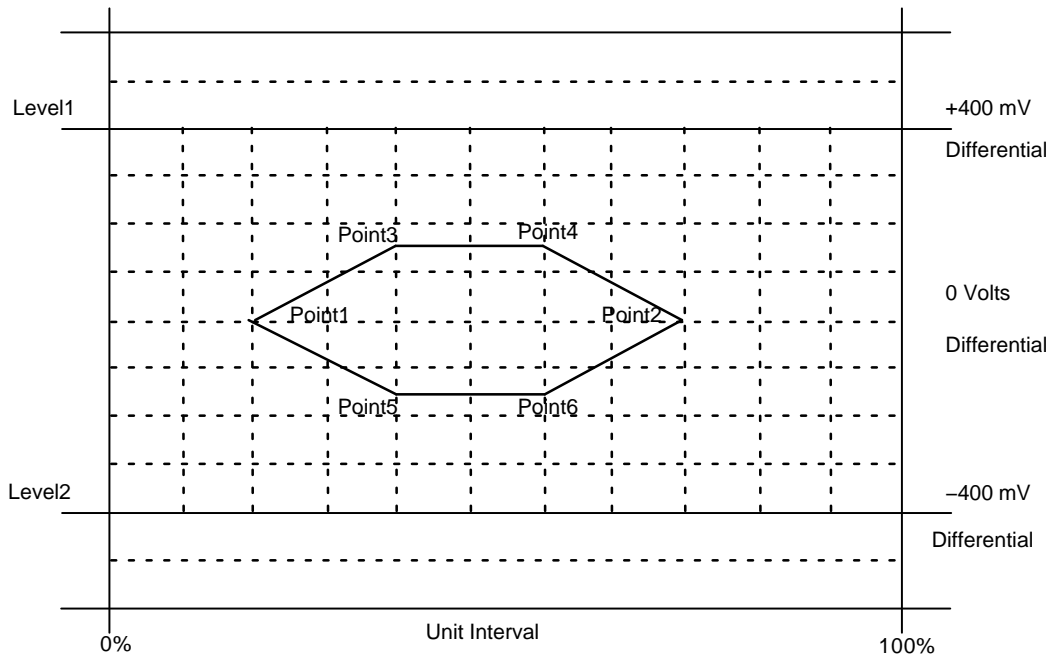 Level1
+400 mV
Differential
Point3
Point4
0 Volts
Point1
Point2
Differential
Point5
Point6
Level2
−400 mV
Differential
Unit Interval
0%
100%